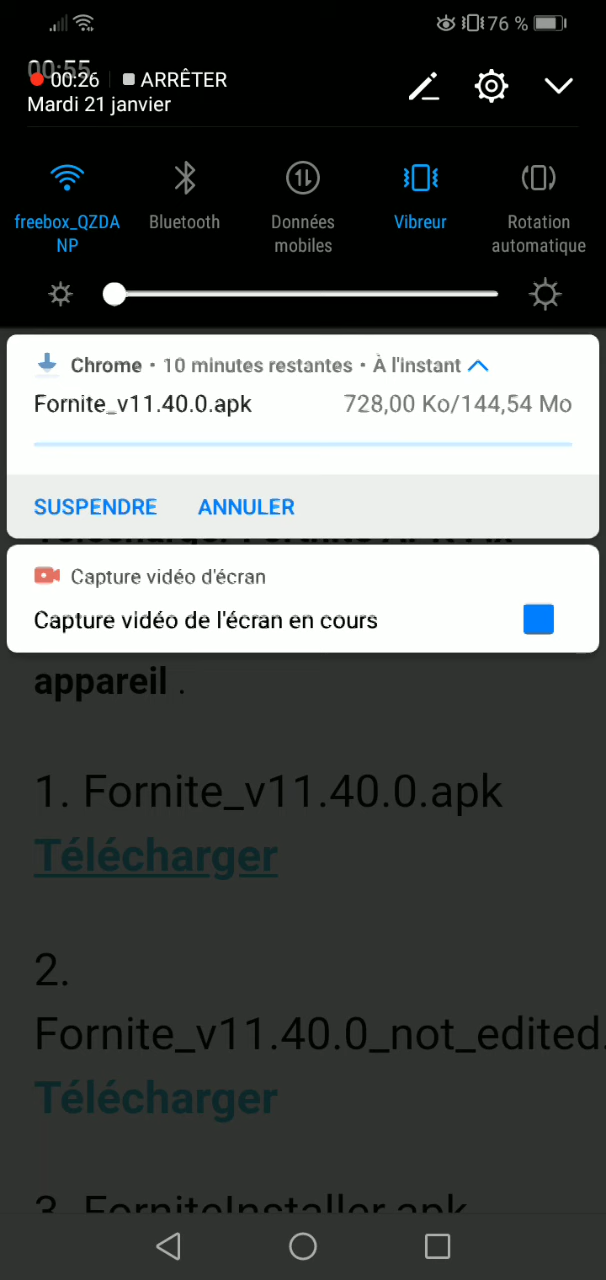 76 %
00:55
00:26 ARRÊTER
Mardi 21 janvier
freebox_QZDA
NP
Bluetooth
Données
mobiles
Vibreur
Rotation
automatique
Chrome • 10 minutes restantes • À l'instant
Fornite_v11.40.0.apk 728,00 Ko/144,54 Mo
SUSPENDRE ANNULER
Capture vidéo d'écran
Capture vidéo de l'écran en cours
appareil .
1. Fornite_v11.40.0.apk
Télécharger
2.
Fornite_v11.40.0_not_edited.
Télécharger
3. ForniteInstaller.apk